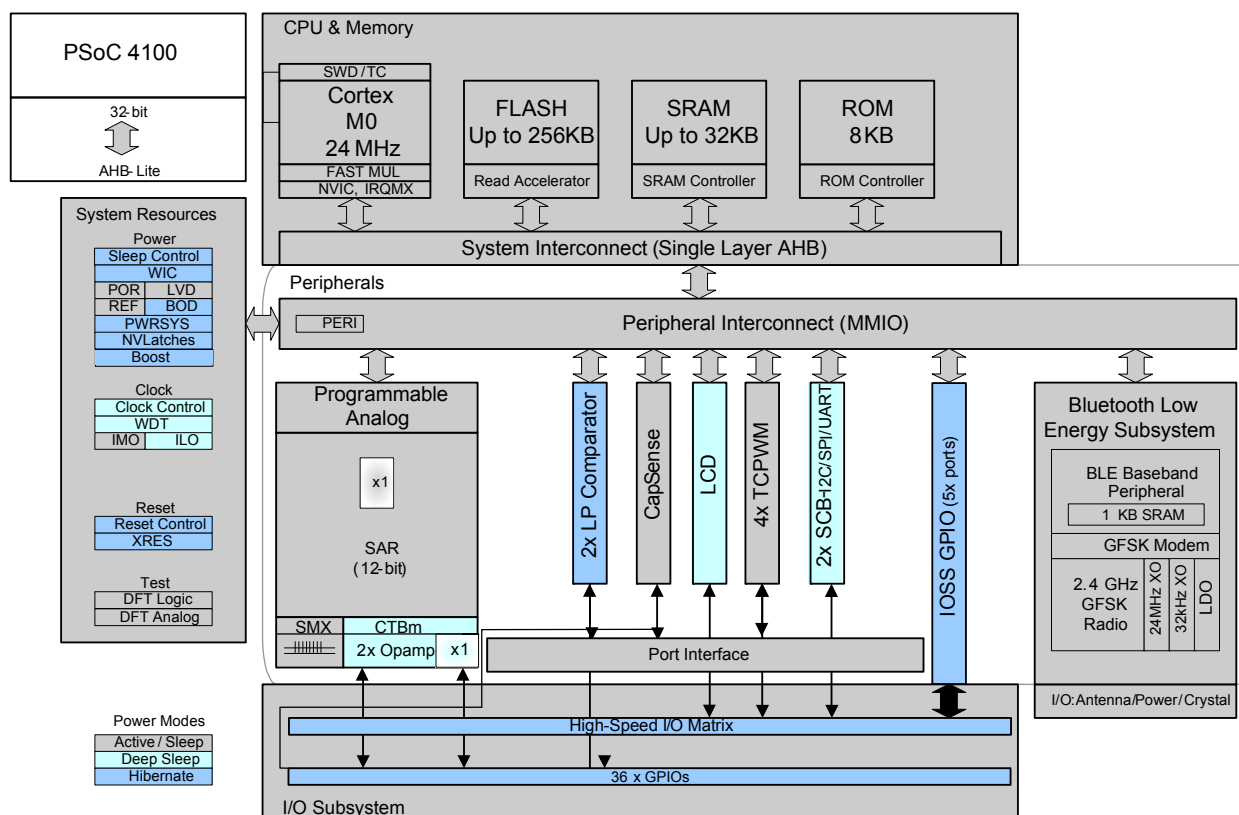 PSoC 4100
32-bit
AHB-Lite
CPU & Memory
SWD/TC
Cortex
M0
24 MHz
FAST MUL
NVIC, IRQMX
FLASH
Up to 256KB
Read Accelerator
SRAM
Up to 32KB
SRAM Controller
ROM
8KB
ROM Controller
System Interconnect (Single Layer AHB)
System Resources
Power
Sleep Control
WIC
POR LVD
REF BOD
PWRSYS
NVLatches
Boost
Clock
Clock Control
WDT
IMO ILO
Reset
Reset Control
XRES
Test
DFT Logic
DFT Analog
Peripherals
PERI
Peripheral Interconnect (MMIO)
Programmable
Analog
x1
SAR
(12-bit)
SMX
CTBm
2x Opamp
x1
2x LP Comparator
CapSense
LCD
4x TCPWM
2x SCB-I2C/SPI/UART
IOSS GPIO (5x ports)
Port Interface
Bluetooth Low
Energy Subsystem
BLE Baseband
Peripheral
1 KB SRAM
GFSK Modem
2.4 GHz
GFSK
Radio
24MHz XO
32kHz XO
LDO
I/O:Antenna/Power/Crystal
High-Speed I/O Matrix
36 x GPIOs
I/O Subsystem
Power Modes
Active/Sleep
Deep Sleep
Hibernate